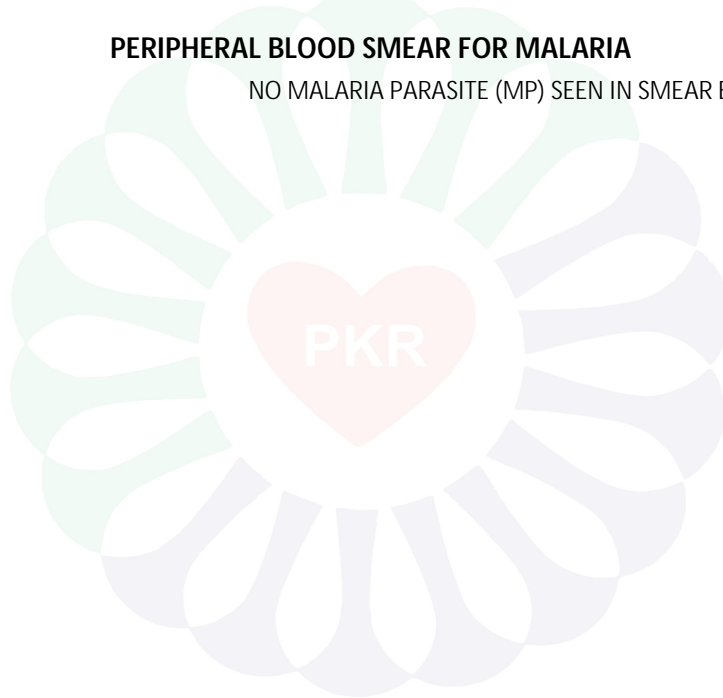 PERIPHERAL BLOOD SMEAR FOR MALARIA
NO MALARIA PARASITE (MP) SEEN IN SMEAR
PKR